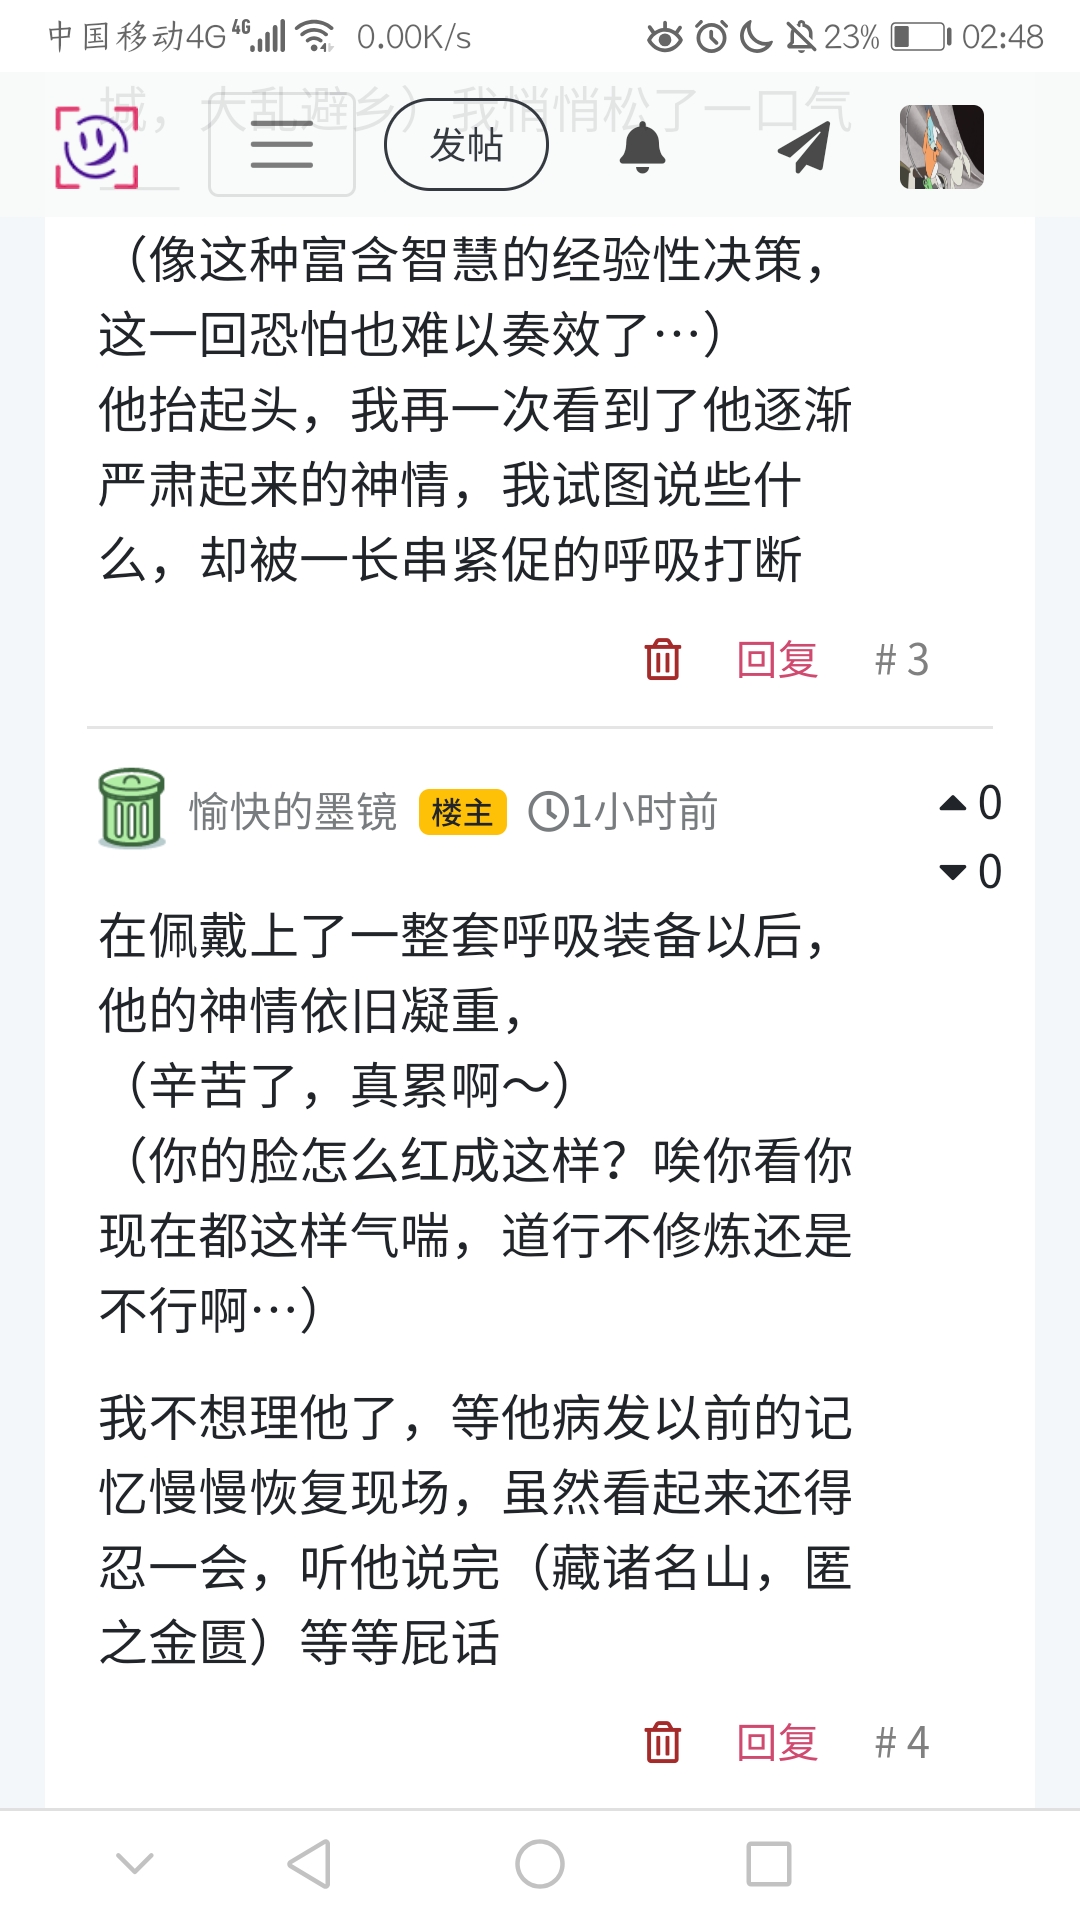 中国移动4G 4G 0.00K/s 23% 02:48
城，大乱避乡）我悄悄松了一口气
发帖
（像这种富含智慧的经验性决策，
这一回恐怕也难以奏效了…）
他抬起头，我再一次看到了他逐渐
严肃起来的神情，我试图说些什
么，却被一长串紧促的呼吸打断
回复 # 3
愉快的墨镜 楼主 1小时前
0
0
在佩戴上了一整套呼吸装备以后，
他的神情依旧凝重，
（辛苦了，真累啊～）
（你的脸怎么红成这样？唉你看你
现在都这样气喘，道行不修炼还是
不行啊…）
我不想理他了，等他病发以前的记
忆慢慢恢复现场，虽然看起来还得
忍一会，听他说完（藏诸名山，匿
之金匮）等等屁话
回复 # 4